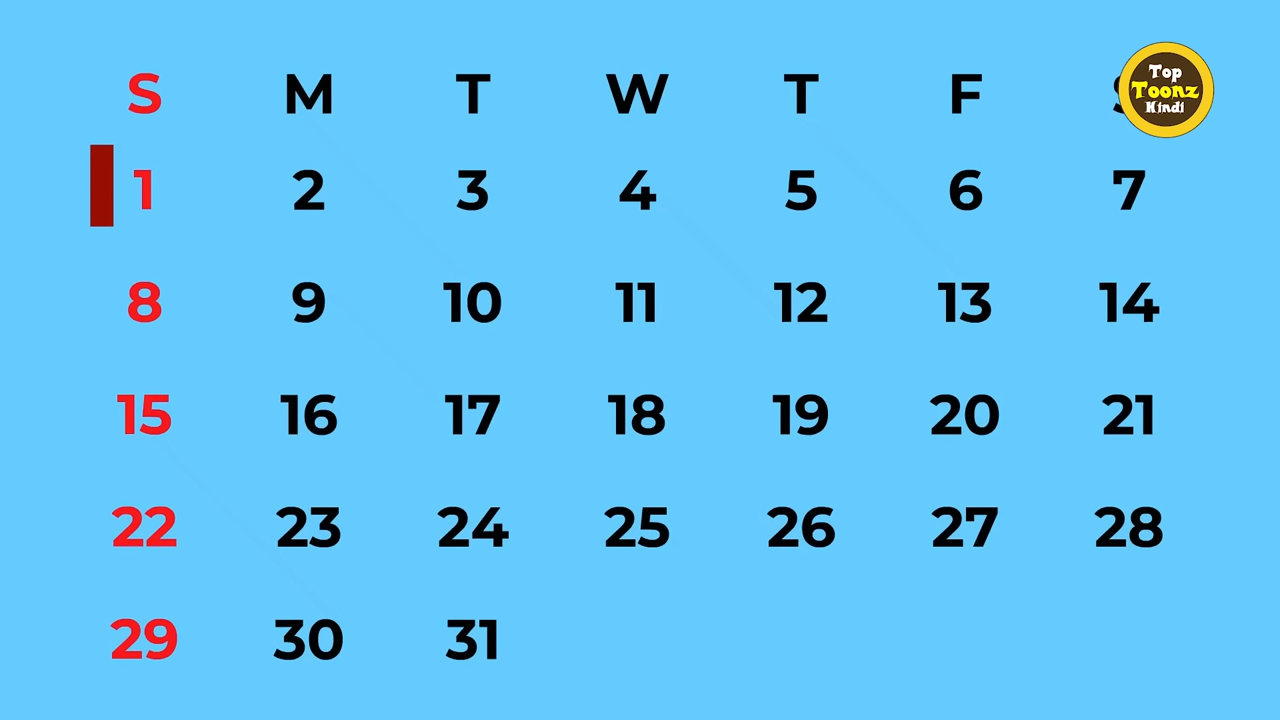 S M T W T F S
Top
Toonz
Kindi
1 2 3 4 5 6 7
8 9 10 11 12 13 14
15 16 17 18 19 20 21
22 23 24 25 26 27 28
29 30 31